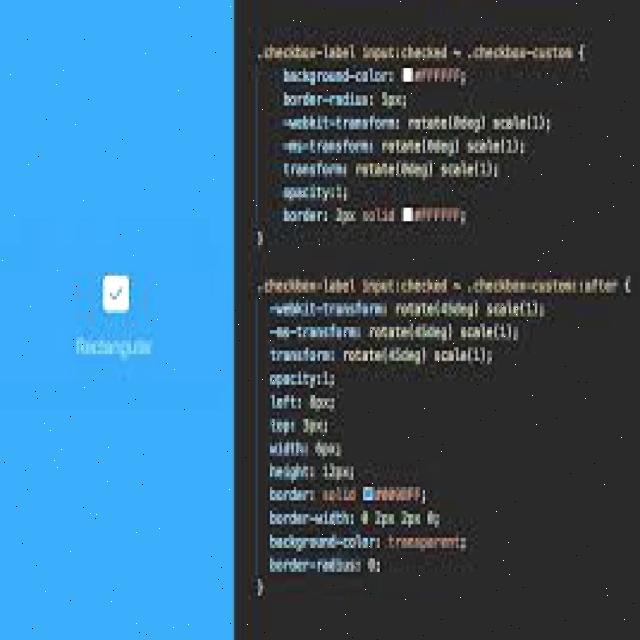 Rectangular
.checkbox-label input:checked ~ .checkbox-custom {
background-color: #FFFFFF;
border-radius: 5px;
-webkit-transform: rotate(0deg) scale(1);
-ms-transform: rotate(0deg) scale(1);
transform: rotate(0deg) scale(1);
opacity:1;
border: 2px solid #FFFFFF;
}
.checkbox-label input:checked ~ .checkbox-custom::after {
-webkit-transform: rotate(45deg) scale(1);
-ms-transform: rotate(45deg) scale(1);
transform: rotate(45deg) scale(1);
opacity:1;
left: 8px;
top: 3px;
width: 6px;
height: 12px;
border: solid #009BFF;
border-width: 0 2px 2px 0;
background-color: transparent;
border-radius: 0;
}